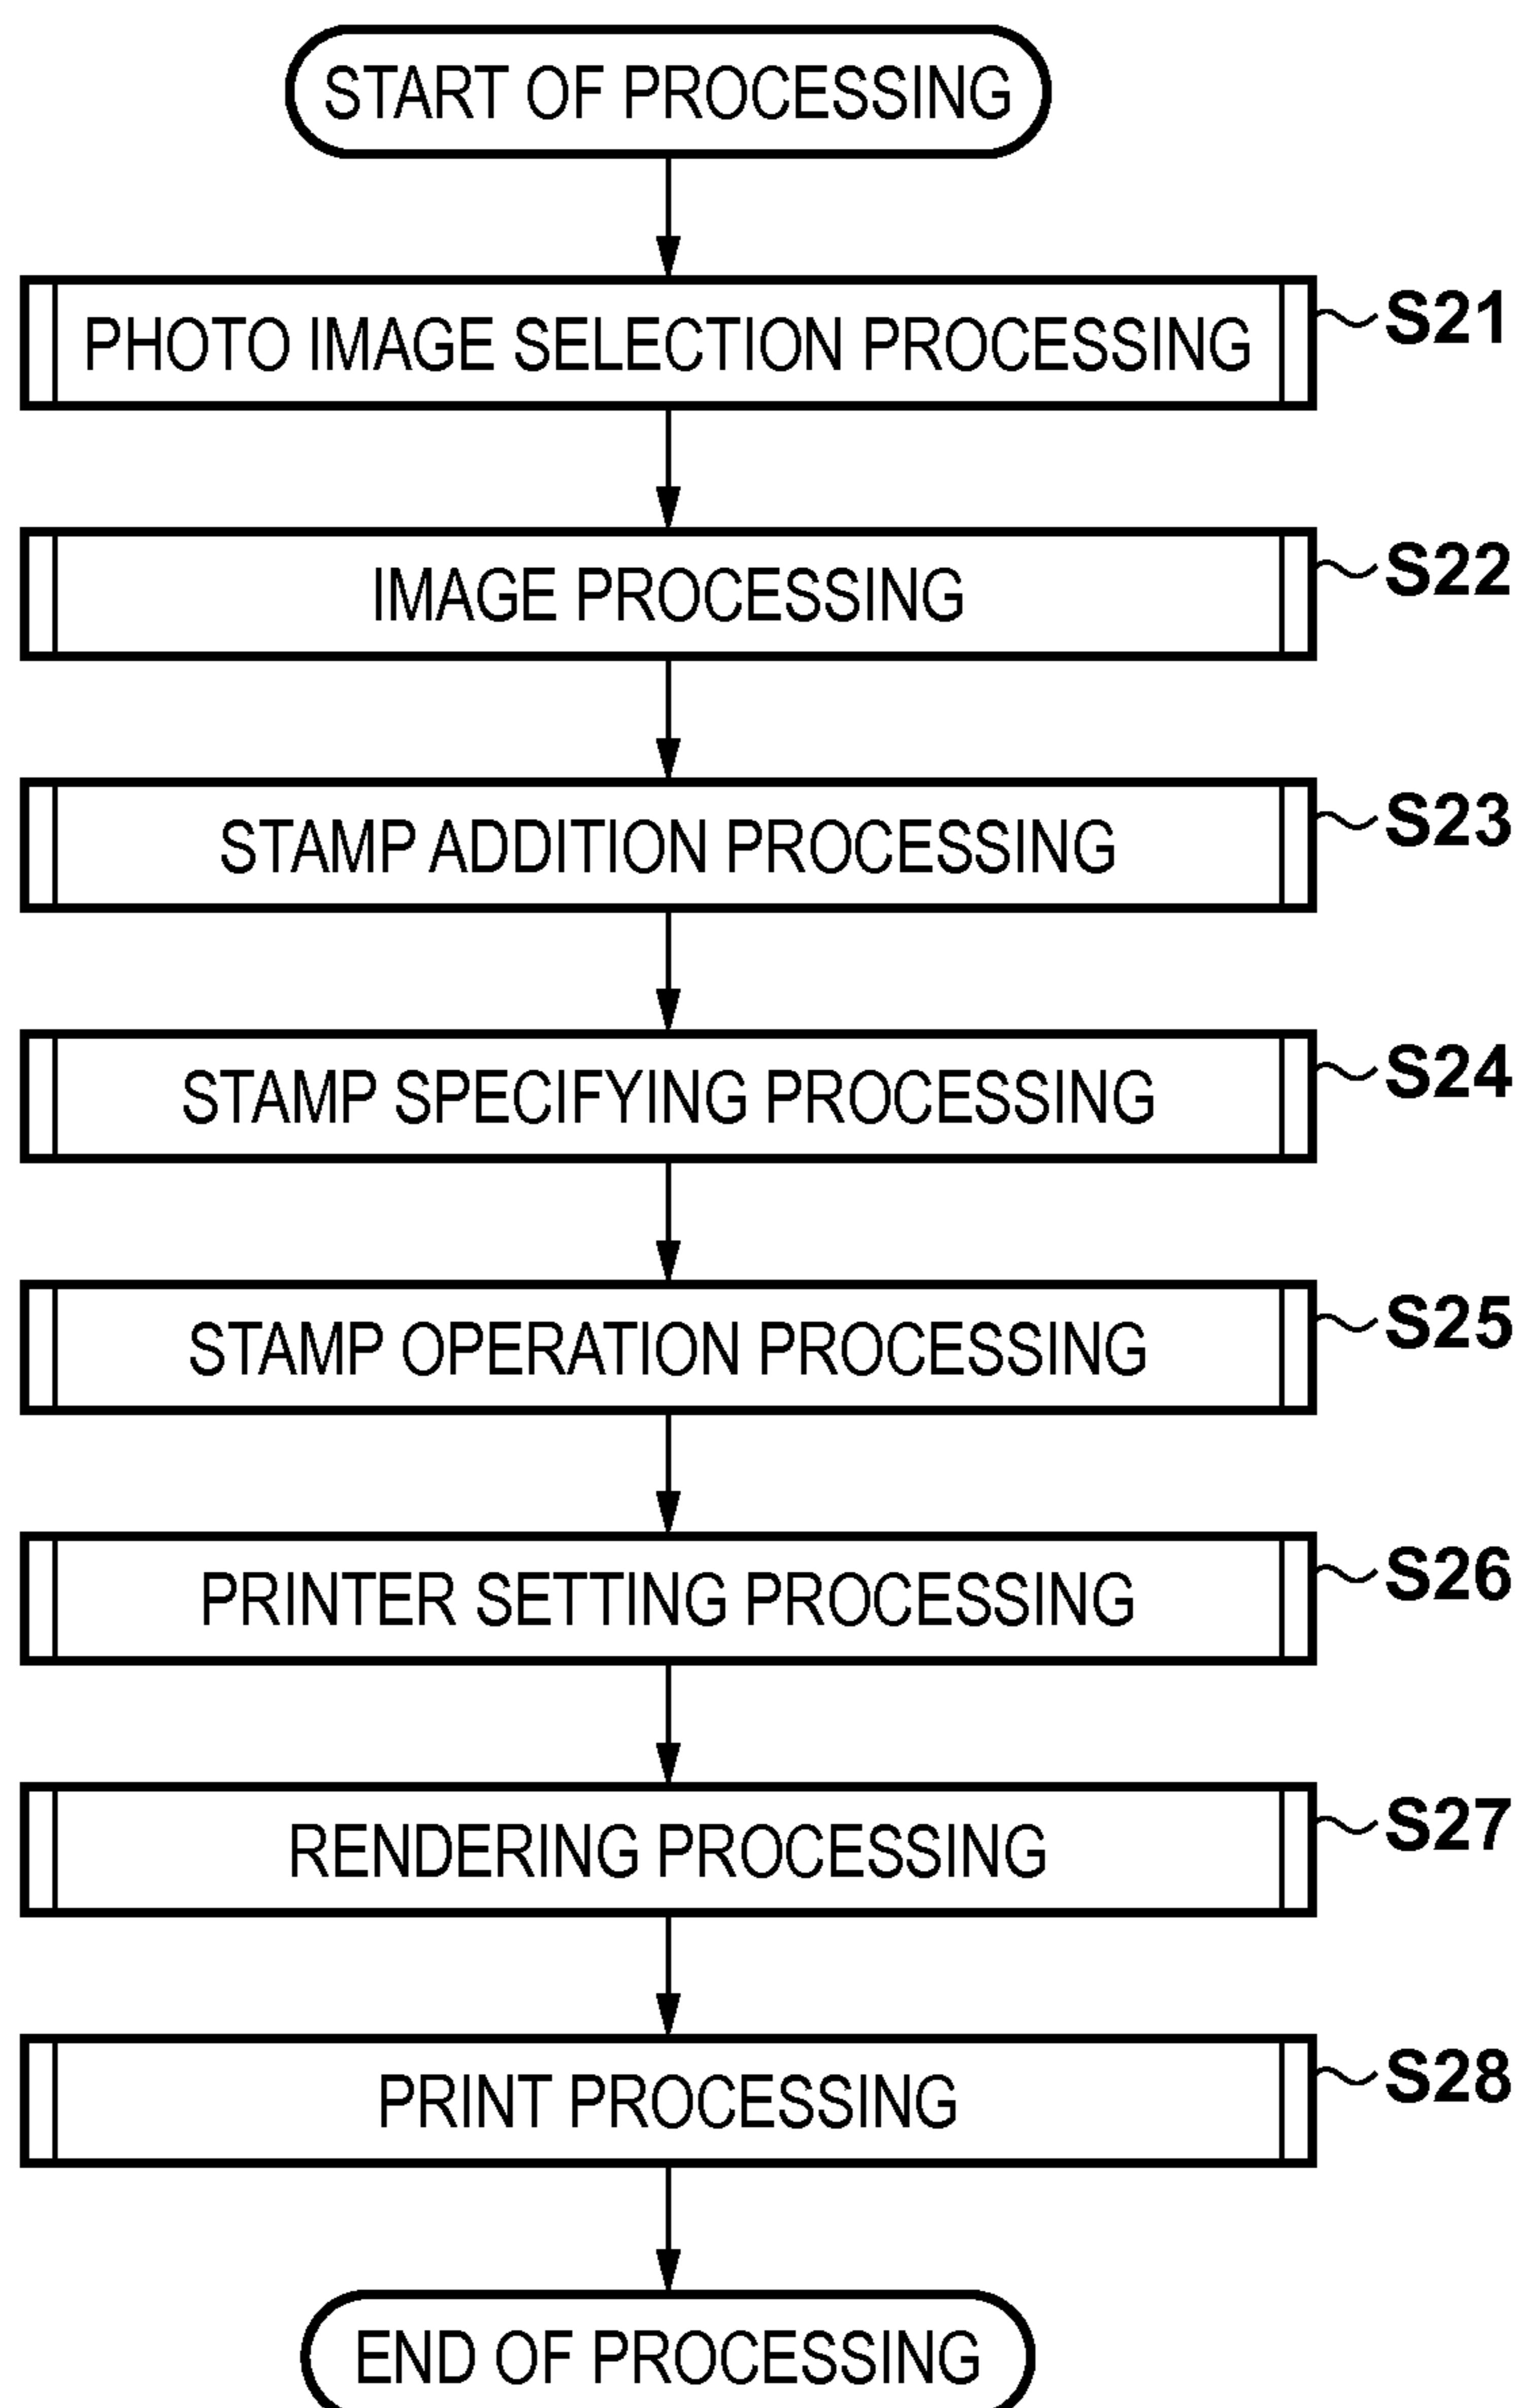 START OF PROCESSING
PHOTO IMAGE SELECTION PROCESSING
S21
IMAGE PROCESSING
S22
STAMP ADDITION PROCESSING
S23
STAMP SPECIFYING PROCESSING
S24
STAMP OPERATION PROCESSING
S25
PRINTER SETTING PROCESSING
S26
RENDERING PROCESSING
S27
PRINT PROCESSING
S28
END OF PROCESSING